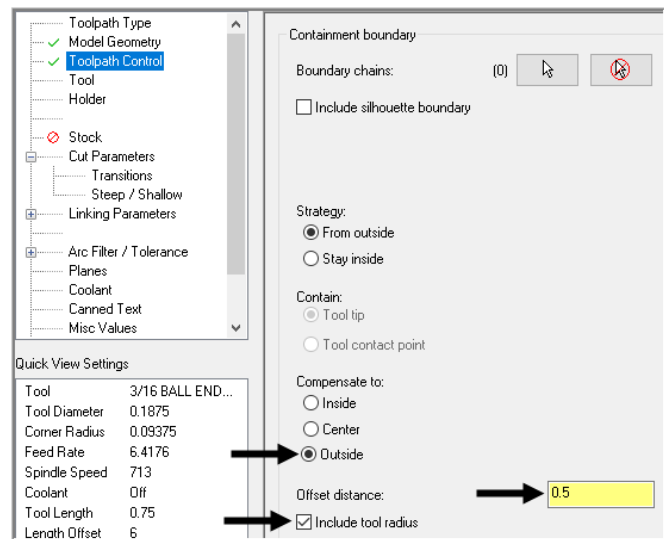 Toolpath Type
Model Geometry
Toolpath Control
Tool
Holder
Stock
Cut Parameters
Transitions
Steep / Shallow
Linking Parameters
Arc Filter / Tolerance
Planes
Coolant
Canned Text
Misc Values
Quick View Settings
Tool 3/16 BALL END...
Tool Diameter 0.1875
Corner Radius 0.09375
Feed Rate 6.4176
Spindle Speed 713
Coolant Off
Tool Length 0.75
Length Offset 6
Containment boundary
Boundary chains: (0)
Include silhouette boundary
Strategy:
From outside
Stay inside
Contain:
Tool tip
Tool contact point
Compensate to:
Inside
Center
Outside
Offset distance: 0.5
Include tool radius